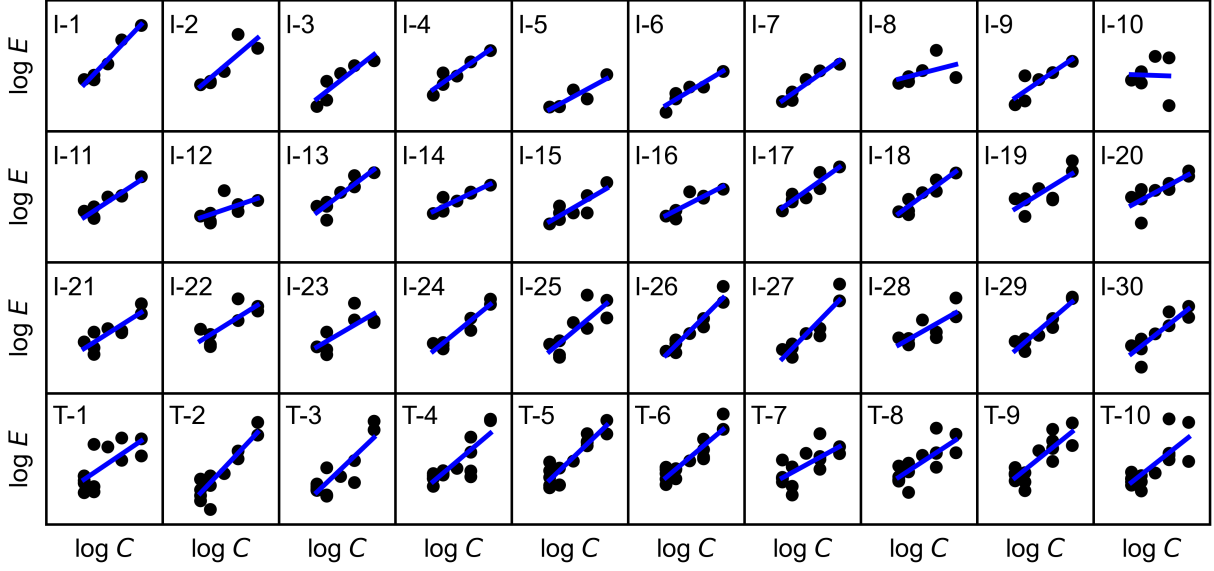 I-1 I-2 I-3 I-4 I-5 I-6 I-7 I-8 I-9 I-10
log E
I-11 I-12 I-13 I-14 I-15 I-16 I-17 I-18 I-19 I-20
log E
I-21 I-22 I-23 I-24 I-25 I-26 I-27 I-28 I-29 I-30
log E
T-1 T-2 T-3 T-4 T-5 T-6 T-7 T-8 T-9 T-10
log E
log C log C log C log C log C log C log C log C log C log C